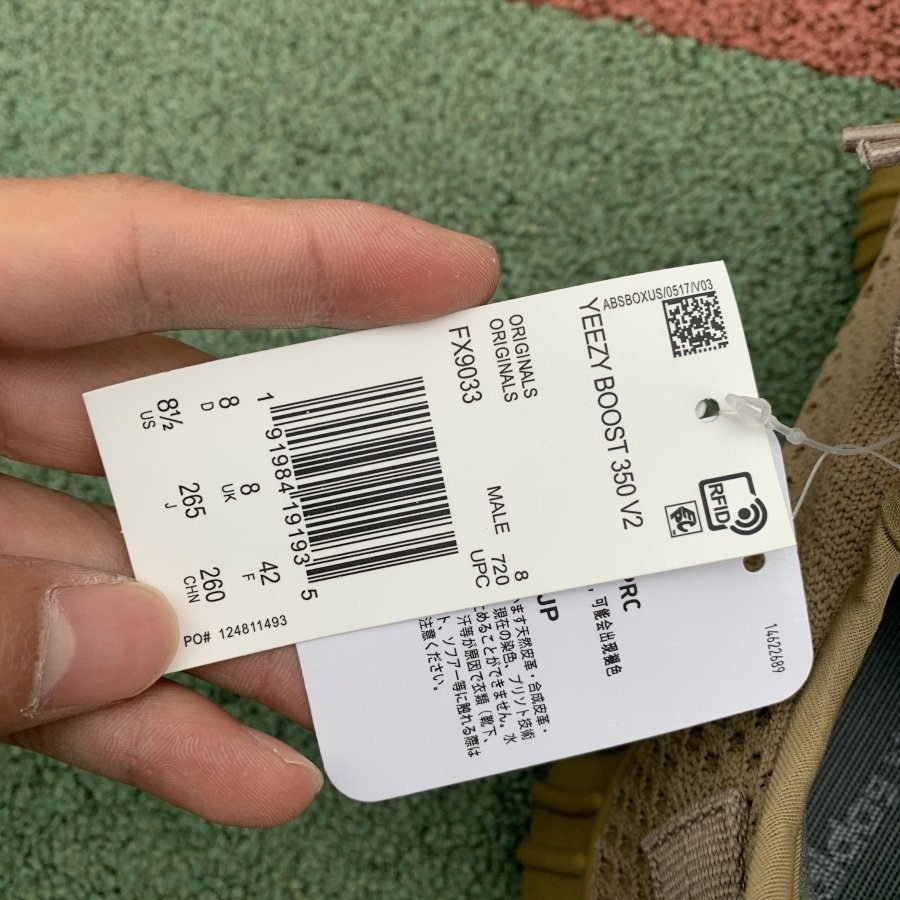 ABSBOXUS/0517/V03
YEEZY BOOST 350 V2
RFID
ORIGINALS
ORIGINALS
MALE
8
720
UPC
FX9033
1 91984 19193 5
8
D
8
UK
42
F
8½
US
265
J
260
CHN
PO# 124811493
14622689
PRC
，可能会出现褪色
JP
ます天然皮革・合成皮革・
現在の染色、プリント技術
めることができません。水
汗等が原因で衣類（靴下、
ト、ソファー等に触れる際は
注意ください。